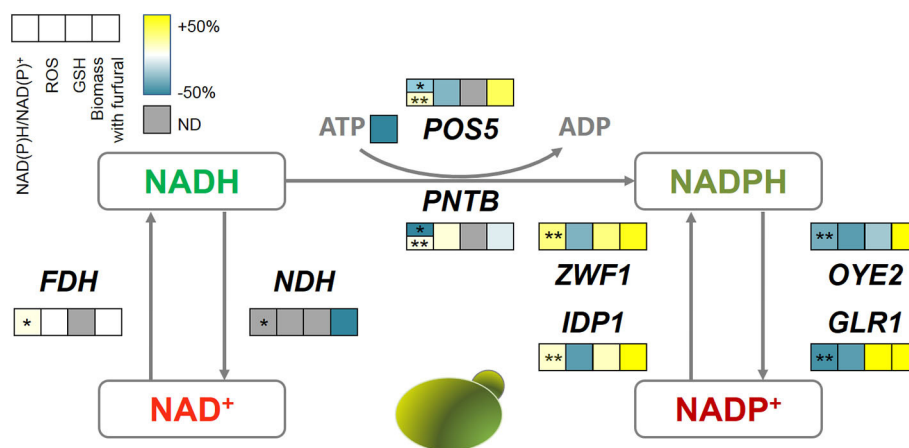 +50%
-50%
ND
NAD(P)H/NAD(P)+
ROS
GSH
Biomass
with furfural
*
**
ATP
POS5
ADP
NADH
NADPH
PNTB
*
**
**
**
ZWF1
OYE2
FDH
NDH
*
*
IDP1
GLR1
**
**
NAD+
NADP+